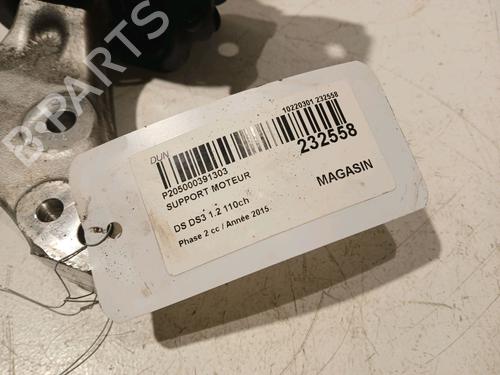 DUN
10220301 232558
232558
P205000391303
SUPPORT MOTEUR
MAGASIN
DS DS3 1.2 110ch
Phase 2 cc / Année 2015
B-PARTS